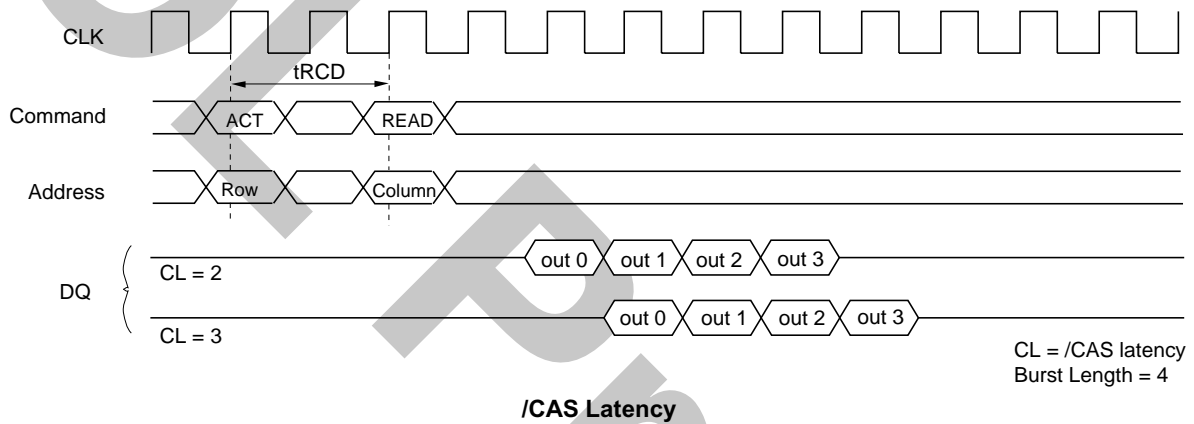 CLK
tRCD
Command
ACT
READ
Address
Row
Column
DQ
CL = 2
out 0
out 1
out 2
out 3
CL = 3
out 0
out 1
out 2
out 3
CL = /CAS latency
Burst Length = 4
/CAS Latency